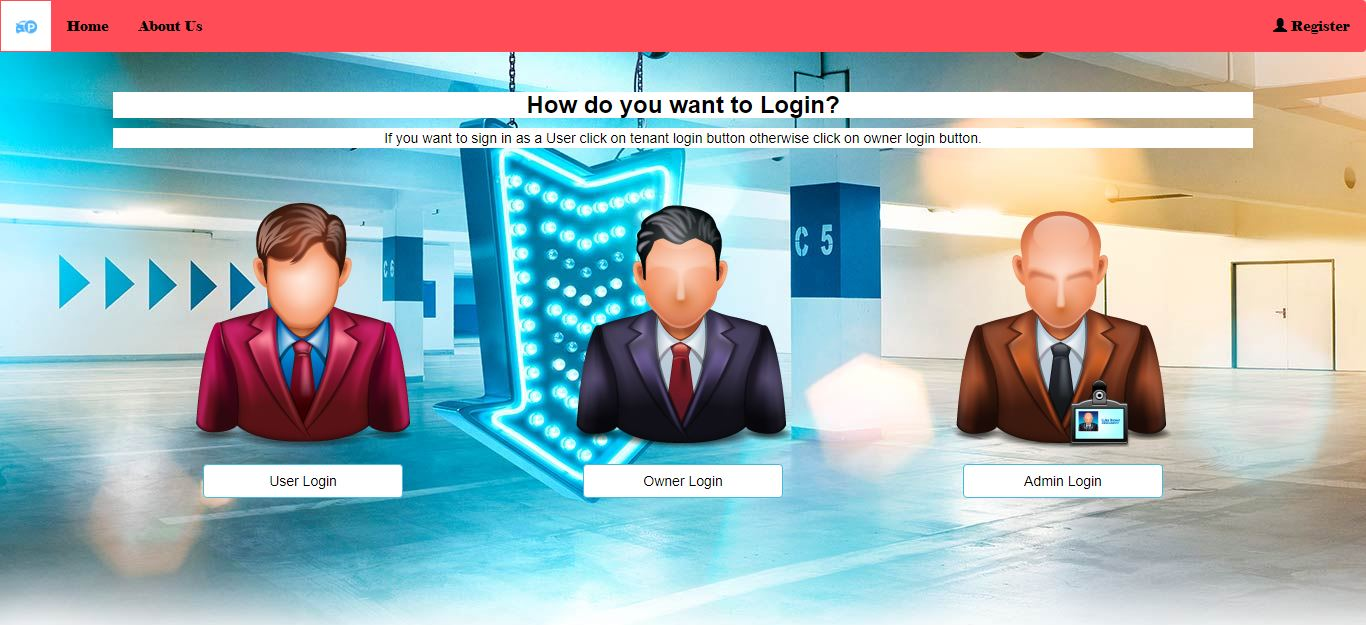 P
Home
About Us
Register
How do you want to Login?
If you want to sign in as a User click on tenant login button otherwise click on owner login button.
C 5
C 6
User Login
Owner Login
Admin Login